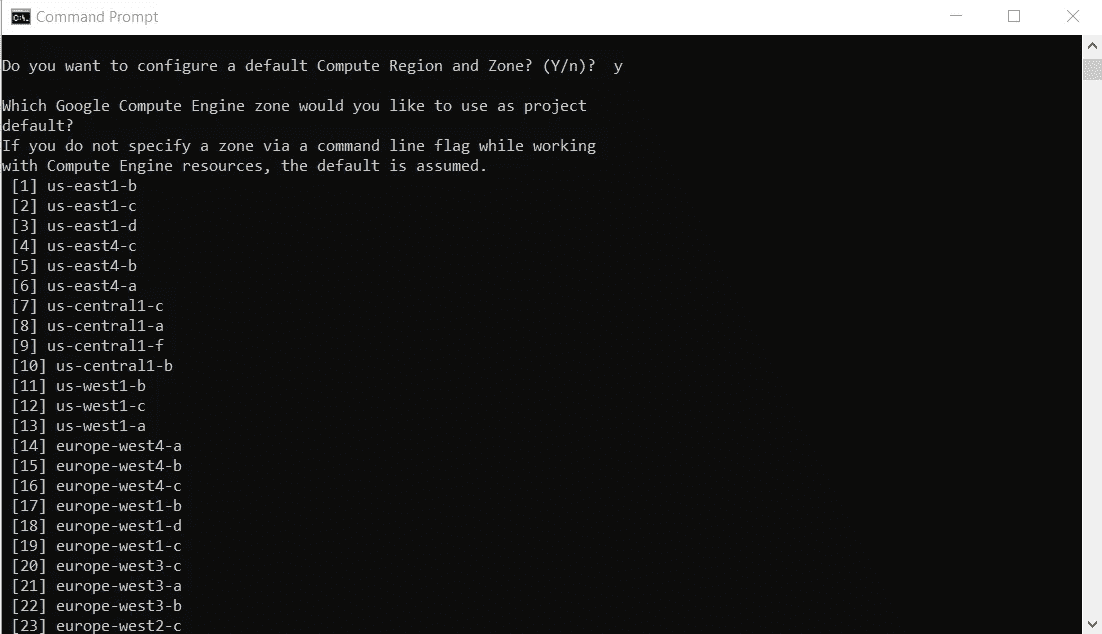 Command Prompt
Do you want to configure a default Compute Region and Zone? (Y/n)?  y
Which Google Compute Engine zone would you like to use as project
default?
If you do not specify a zone via a command line flag while working
with Compute Engine resources, the default is assumed.
[1] us-east1-b
[2] us-east1-c
[3] us-east1-d
[4] us-east4-c
[5] us-east4-b
[6] us-east4-a
[7] us-central1-c
[8] us-central1-a
[9] us-central1-f
[10] us-central1-b
[11] us-west1-b
[12] us-west1-c
[13] us-west1-a
[14] europe-west4-a
[15] europe-west4-b
[16] europe-west4-c
[17] europe-west1-b
[18] europe-west1-d
[19] europe-west1-c
[20] europe-west3-c
[21] europe-west3-a
[22] europe-west3-b
[23] europe-west2-c